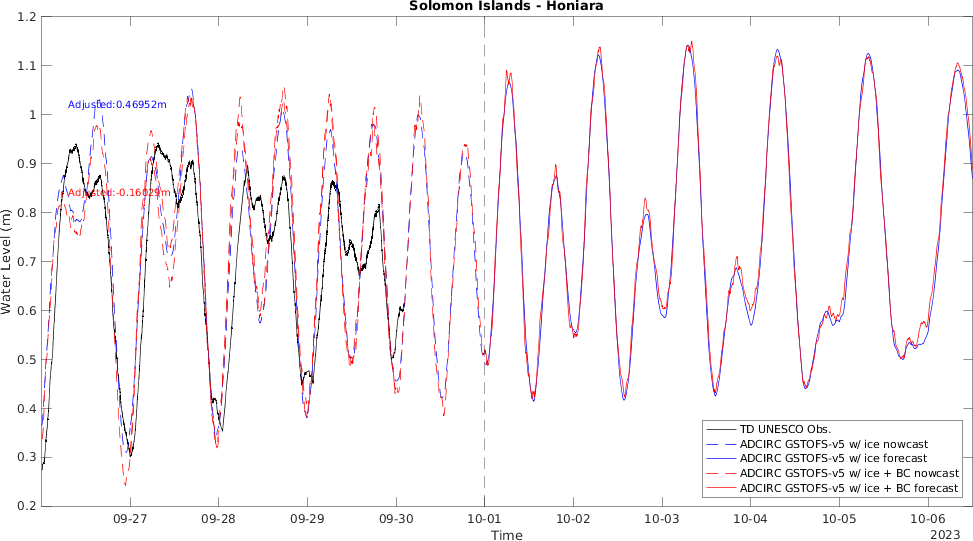 Solomon Islands - Honiara
1.2
1.1
1
0.9
0.8
0.7
0.6
0.5
0.4
0.3
0.2
Water Level (m)
Adjusted:0.46952m
Adjusted:-0.16029m
TD UNESCO Obs.
ADCIRC GSTOFS-v5 w/ ice nowcast
ADCIRC GSTOFS-v5 w/ ice forecast
ADCIRC GSTOFS-v5 w/ ice + BC nowcast
ADCIRC GSTOFS-v5 w/ ice + BC forecast
09-27 09-28 09-29 09-30 10-01 10-02 10-03 10-04 10-05 10-06
Time
2023